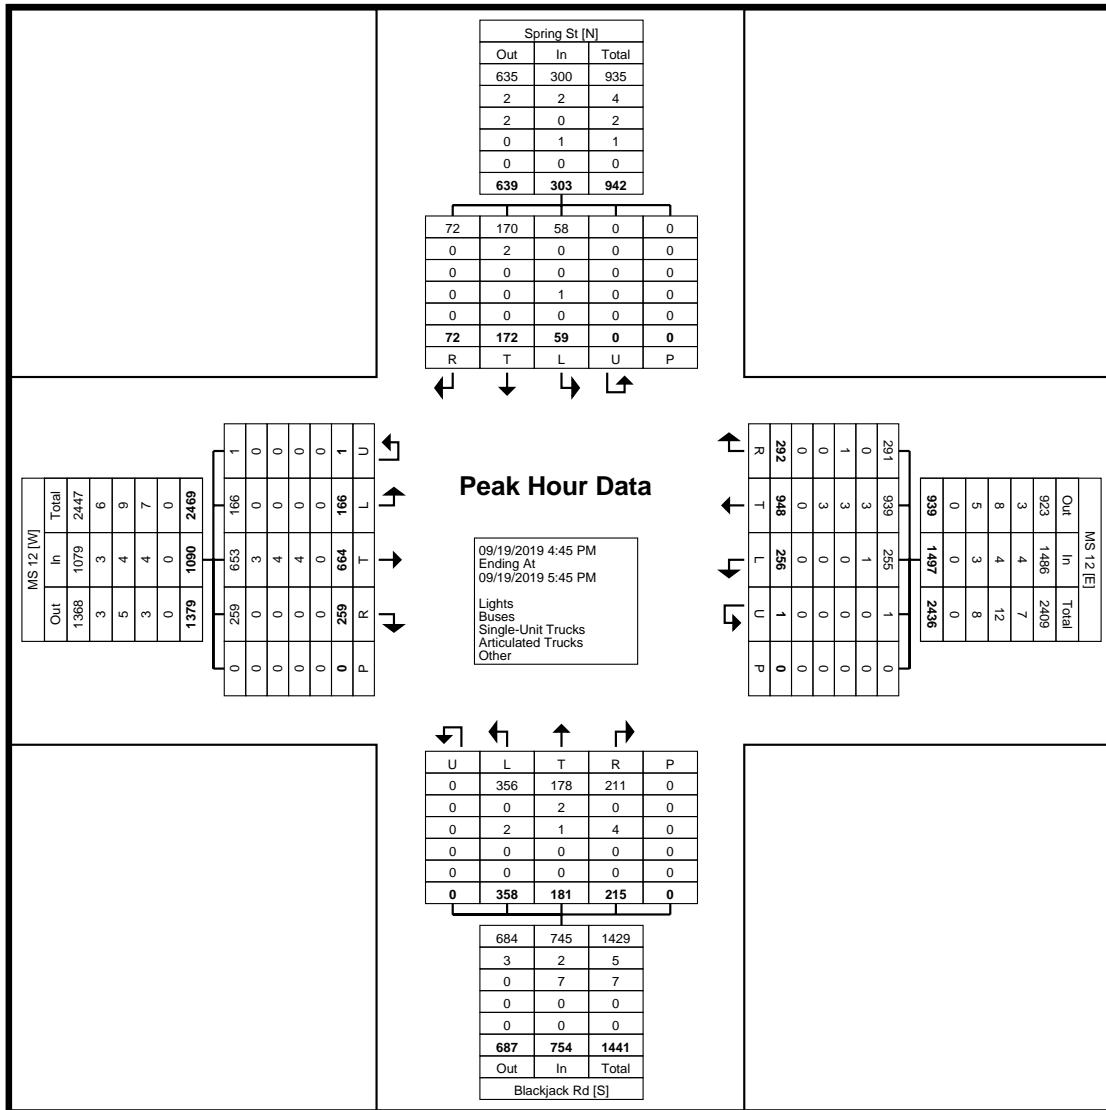 Spring St [N]
Out In Total
635 300 935
2 2 4
2 0 2
0 1 1
0 0 0
639 303 942
72 170 58 0 0
0 2 0 0 0
0 0 0 0 0
0 0 1 0 0
0 0 0 0 0
72 172 59 0 0
R T L U P
MS 12 [W]
Total 2447 6 9 7 0 2469
In 1079 3 4 4 0 1090
Out 1368 3 5 3 0 1379
1 0 0 0 0 1 U
166 0 0 0 0 166 L
653 3 4 4 0 664 T
259 0 0 0 0 259 R
0 0 0 0 0 0 P
Peak Hour Data
09/19/2019 4:45 PM
Ending At
09/19/2019 5:45 PM
Lights
Buses
Single-Unit Trucks
Articulated Trucks
Other
R 292 0 0 1 0 291
T 948 0 3 3 3 939
L 256 0 0 0 1 255
U 1 0 0 0 0 1
P 0 0 0 0 0 0
939 0 5 8 3 923 Out
1497 0 3 4 4 1486 In
2436 0 8 12 7 2409 Total
MS 12 [E]
U L T R P
0 356 178 211 0
0 0 2 0 0
0 2 1 4 0
0 0 0 0 0
0 0 0 0 0
0 358 181 215 0
684 745 1429
3 2 5
0 7 7
0 0 0
0 0 0
687 754 1441
Out In Total
Blackjack Rd [S]